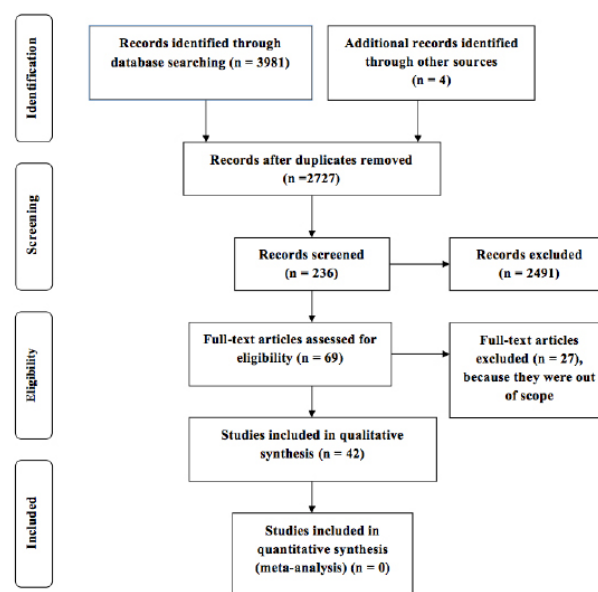 Identification
Records identified through
database searching (n = 3981)
Additional records identified
through other sources
(n = 4)
Records after duplicates removed
(n =2727)
Screening
Records screened
(n = 236)
Records excluded
(n = 2491)
Eligibility
Full-text articles assessed for
eligibility (n = 69)
Full-text articles
excluded (n = 27),
because they were out
of scope
Studies included in qualitative
synthesis (n = 42)
Included
Studies included in
quantitative synthesis
(meta-analysis) (n = 0)